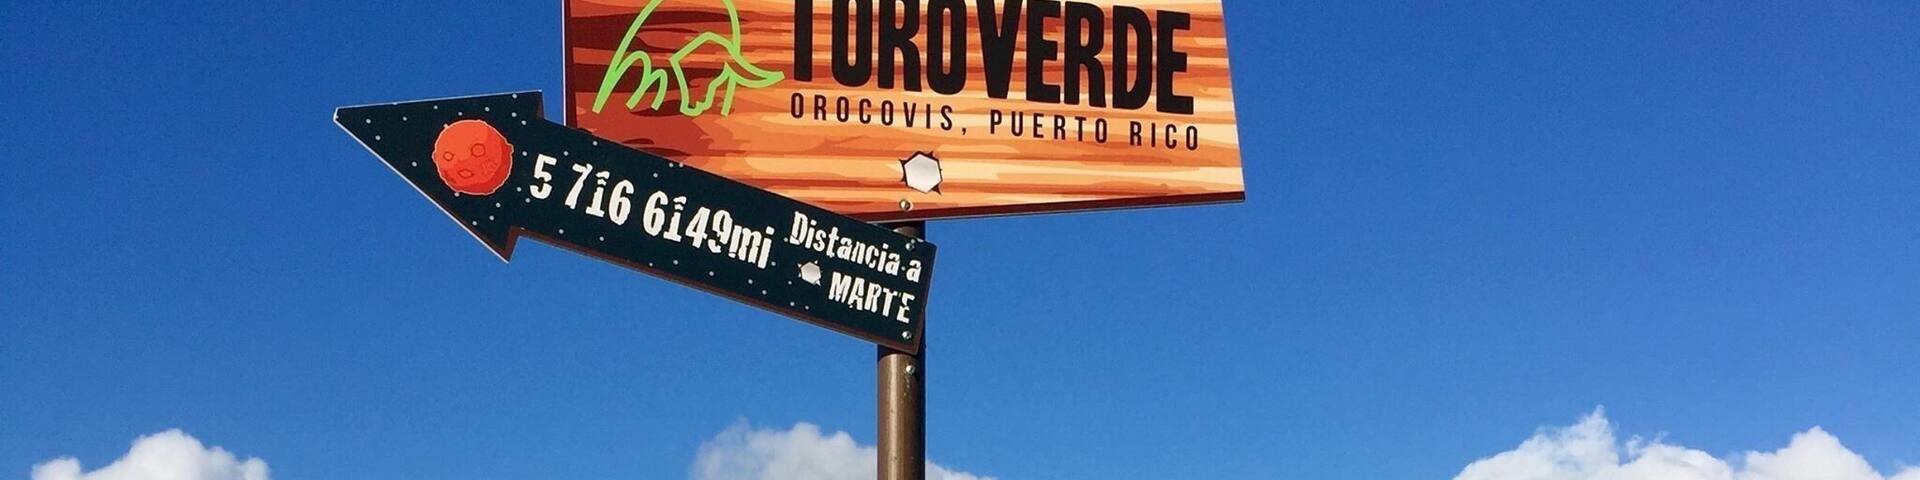 TOROVERDE
OROCOVIS, PUERTO RICO
5 716 6149mi
Distancia a
MARTE